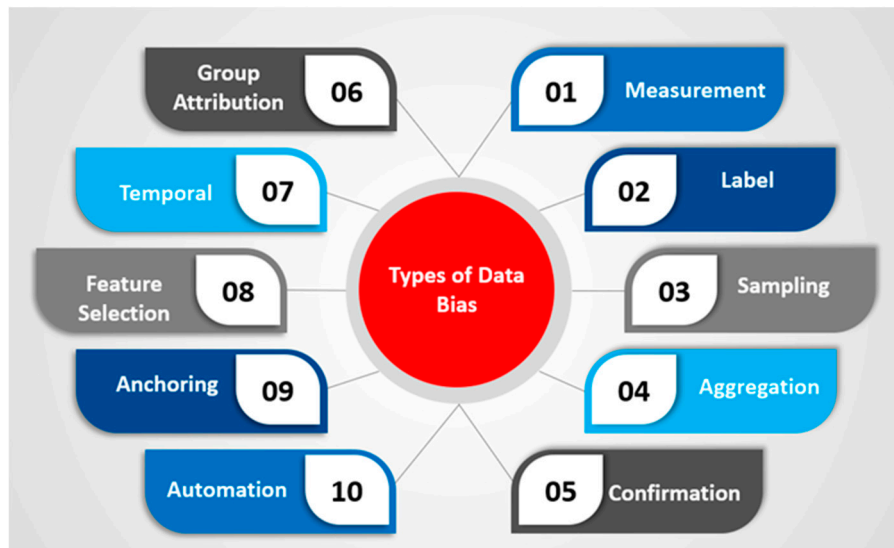 Types of Data
Bias
01
Measurement
02
Label
03
Sampling
04
Aggregation
05
Confirmation
06
Group
Attribution
07
Temporal
08
Feature
Selection
09
Anchoring
10
Automation